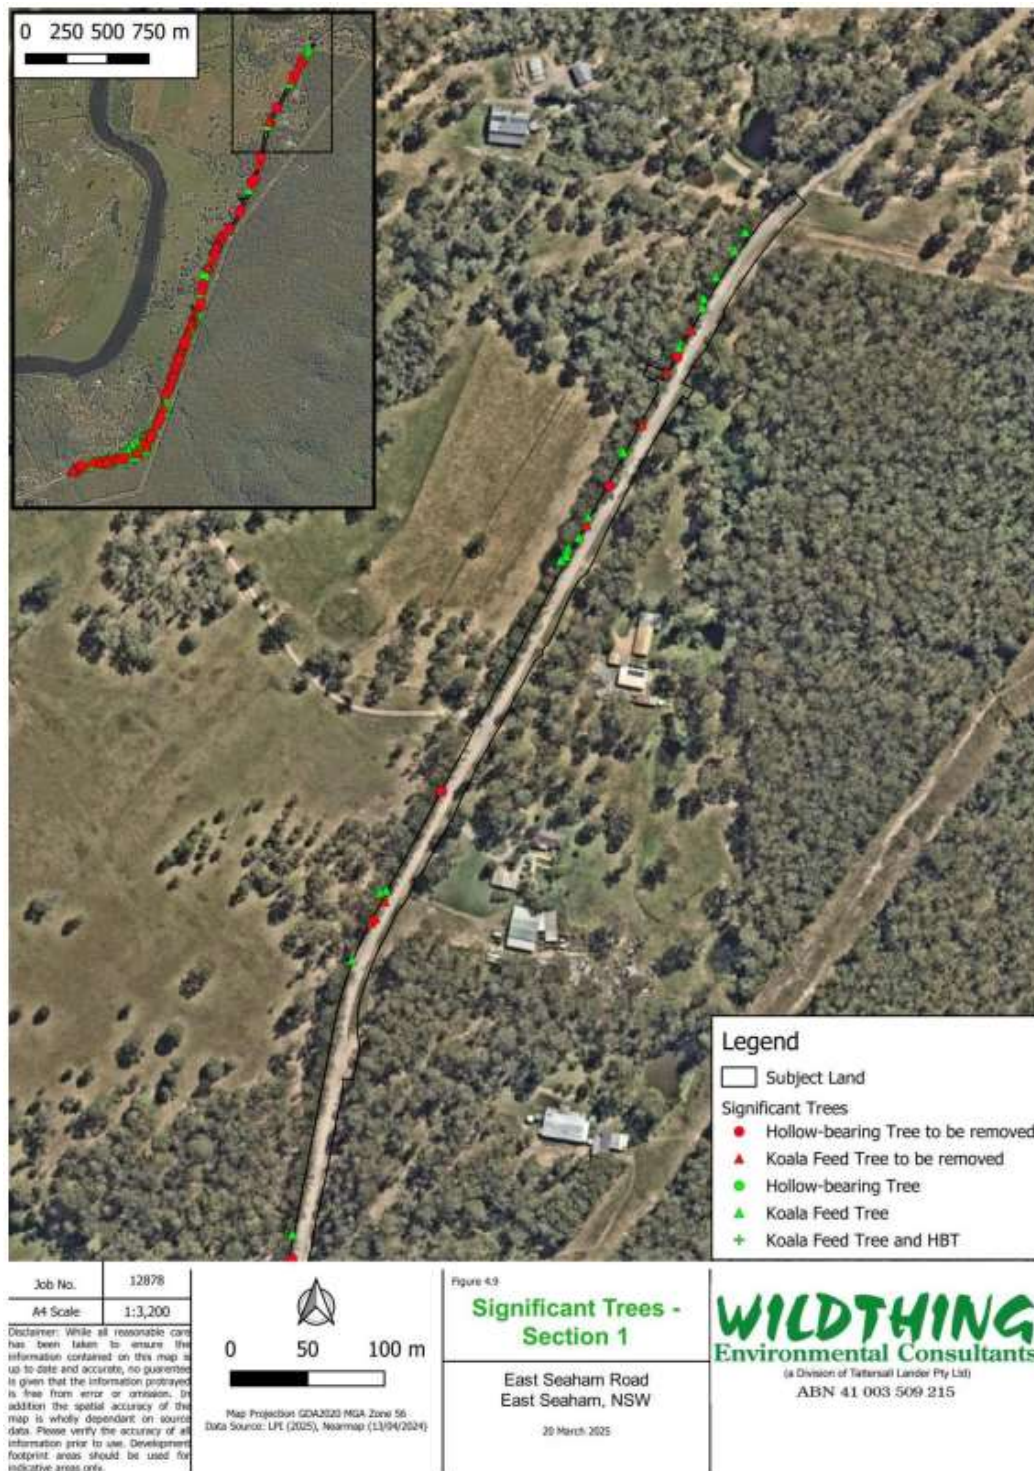 0 250 500 750 m
Legend
Subject Land
Significant Trees
Hollow-bearing Tree to be removed
Koala Feed Tree to be removed
Hollow-bearing Tree
Koala Feed Tree
Koala Feed Tree and HBT
Job No. 12878
A4 Scale 1:3,200
Disclaimer: While all reasonable care
has been taken to ensure the
information contained on this map is
up to date and accurate, no guarantee
is given that the information protrayed
is free from error or omission. In
addition the spatial accuracy of the
map is wholly dependant on source
data. Please verify the accuracy of all
information prior to use. Development
footprint areas should be used for
indicative areas only.
0 50 100 m
Map Projection GDA2020 MGA Zone 56
Data Source: LPI (2025), Nearmap (13/04/2024)
Figure 4.9
Significant Trees -
Section 1
East Seaham Road
East Seaham, NSW
20 March 2025
WILDTHING
Environmental Consultants
(a Division of Tattersall Lander Pty Ltd)
ABN 41 003 509 215